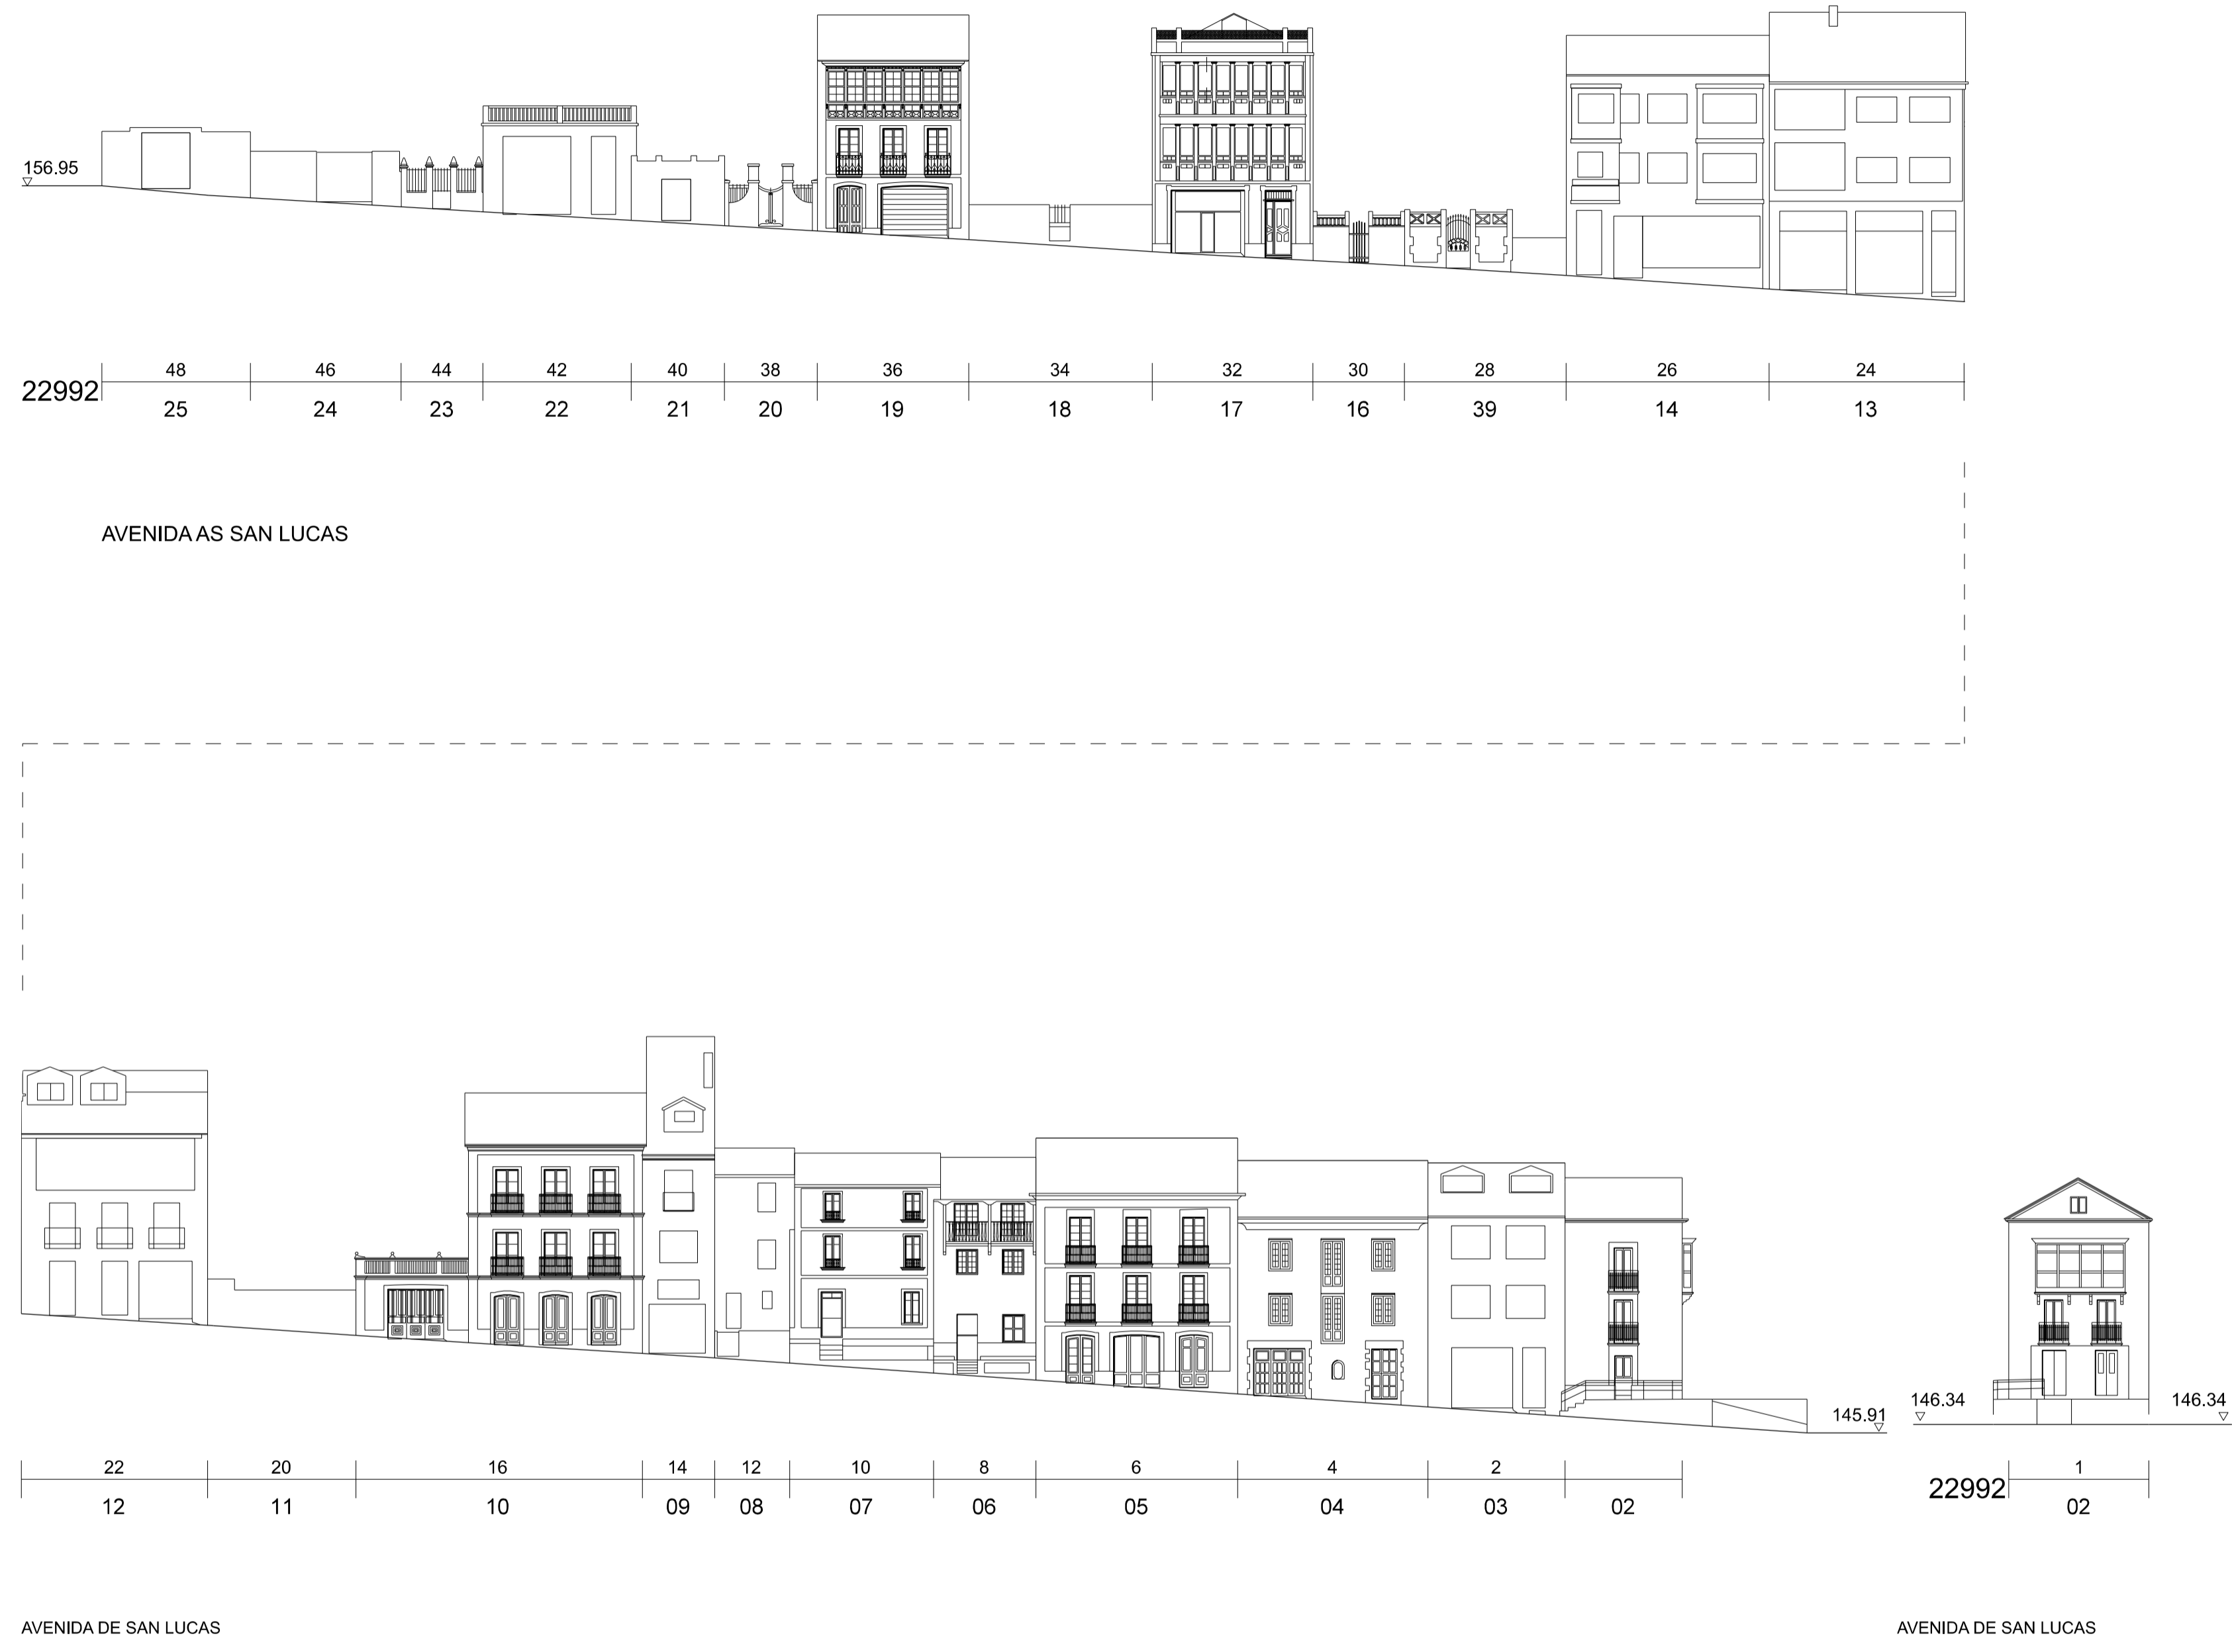 156.95
48 46 44 42 40 38 36 34 32 30 28 26 24
22992
25 24 23 22 21 20 19 18 17 16 39 14 13
AVENIDA AS SAN LUCAS
145.91
146.34 146.34
22 20 16 14 12 10 8 6 4 2
12 11 10 09 08 07 06 05 04 03 02
1
22992
02
AVENIDA DE SAN LUCAS
AVENIDA DE SAN LUCAS